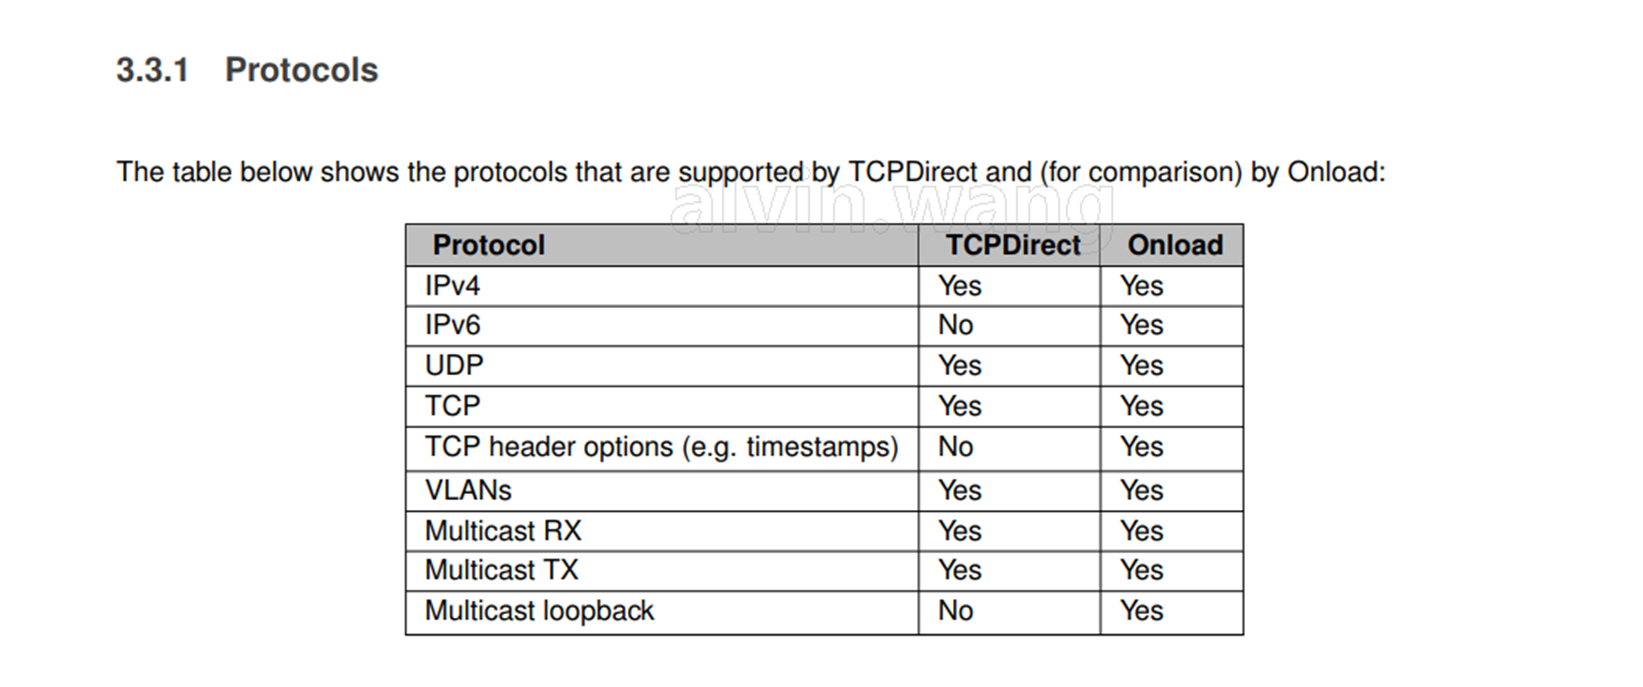 3.3.1 Protocols
The table below shows the protocols that are supported by TCPDirect and (for comparison) by Onload:
alvin.wang
Protocol TCPDirect Onload
IPv4 Yes Yes
IPv6 No Yes
UDP Yes Yes
TCP Yes Yes
TCP header options (e.g. timestamps) No Yes
VLANs Yes Yes
Multicast RX Yes Yes
Multicast TX Yes Yes
Multicast loopback No Yes